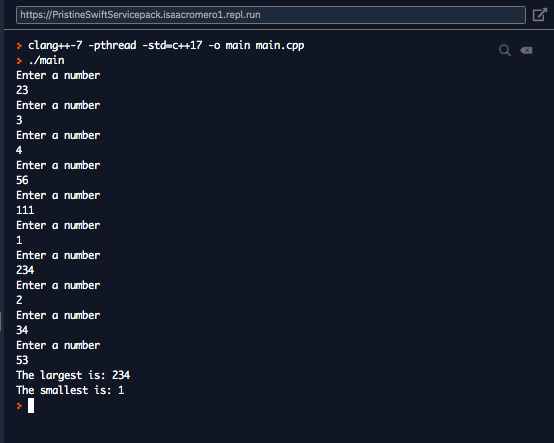 https://PristineSwiftServicepack.isaacromero1.repl.run
> clang++-7 -pthread -std=c++17 -o main main.cpp
> ./main
Enter a number
23
Enter a number
3
Enter a number
4
Enter a number
56
Enter a number
111
Enter a number
1
Enter a number
234
Enter a number
2
Enter a number
34
Enter a number
53
The largest is: 234
The smallest is: 1
>